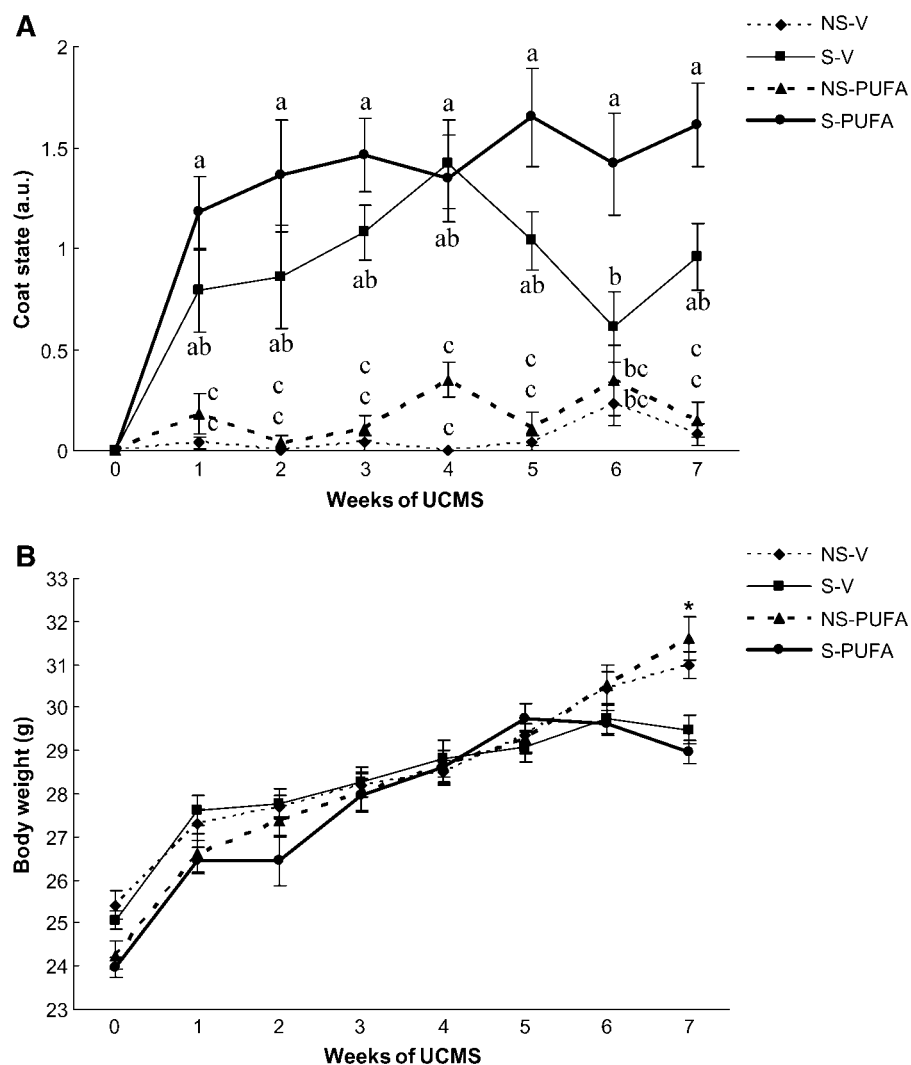 A
NS-V
S-V
NS-PUFA
S-PUFA
2
1.5
1
0.5
0
Coat state (a.u.)
a a a a a a a
ab ab ab ab ab b ab
c c c c c bc c
c c c c c bc c
0 1 2 3 4 5 6 7
Weeks of UCMS
B
NS-V
S-V
NS-PUFA
S-PUFA
33
32
31
30
29
28
27
26
25
24
23
Body weight (g)
*
0 1 2 3 4 5 6 7
Weeks of UCMS